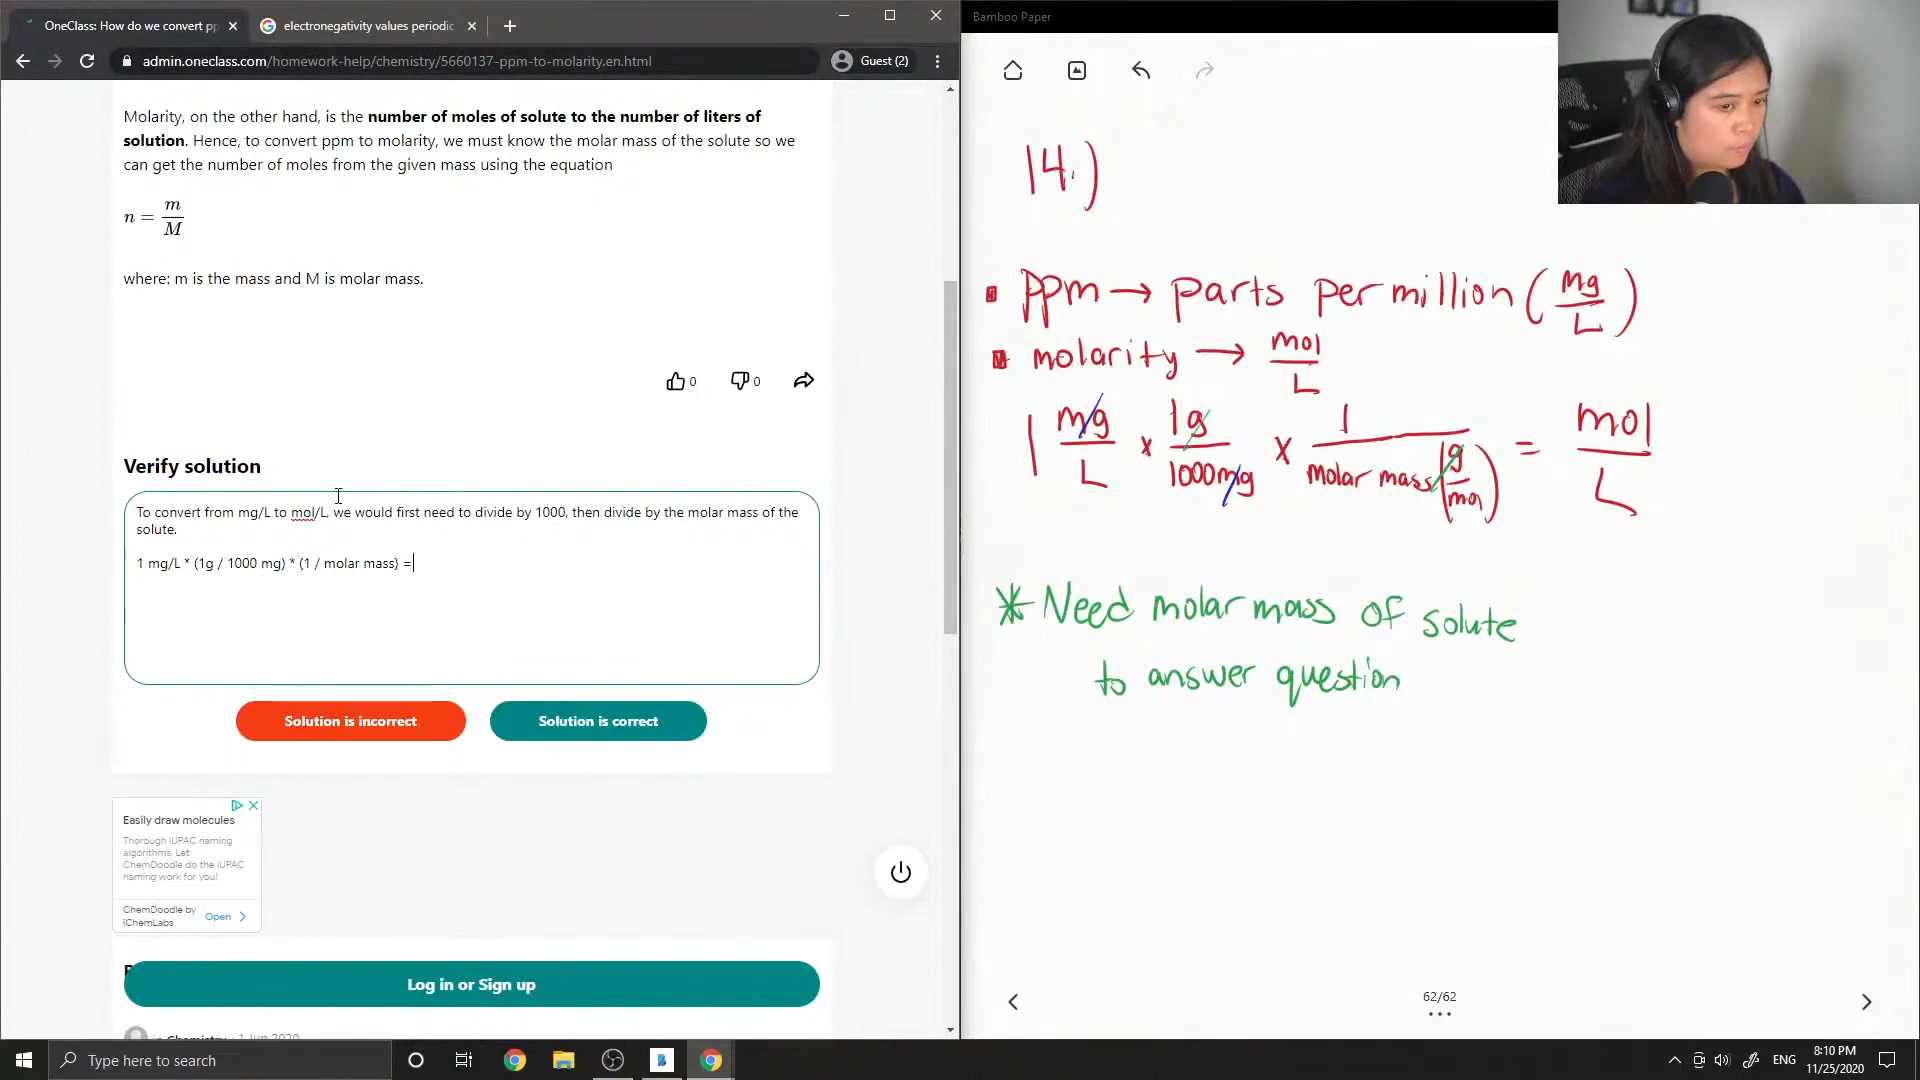 OneClass: How do we convert pp
electronegativity values periodic
admin.oneclass.com/homework-help/chemistry/5660137-ppm-to-molarity.en.html
Guest (2)
Molarity, on the other hand, is the number of moles of solute to the number of liters of
solution. Hence, to convert ppm to molarity, we must know the molar mass of the solute so we
can get the number of moles from the given mass using the equation
n = m/M
where: m is the mass and M is molar mass.
0
0
Verify solution
To convert from mg/L to mol/L, we would first need to divide by 1000, then divide by the molar mass of the
solute.
1 mg/L * (1g / 1000 mg) * (1 / molar mass) =
Solution is incorrect
Solution is correct
Easily draw molecules
Thorough IUPAC naming
algorithms. Let
ChemDoodle do the IUPAC
naming work for you!
ChemDoodle by
iChemLabs
Open
Log in or Sign up
Bamboo Paper
14.)
ppm → parts per million (mg/L)
molarity → mol/L
1 mg/L × 1g/1000mg × 1/molar mass (g/mol) = mol/L
* Need molar mass of solute
to answer question
62/62
Type here to search
ENG
8:10 PM
11/25/2020